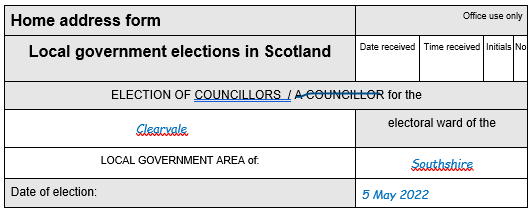 Home address form
Office use only
Local government elections in Scotland
Date received Time received Initials No
ELECTION OF COUNCILLORS / A COUNCILLOR for the
Clearvale electoral ward of the
LOCAL GOVERNMENT AREA of: Southshire
Date of election: 5 May 2022